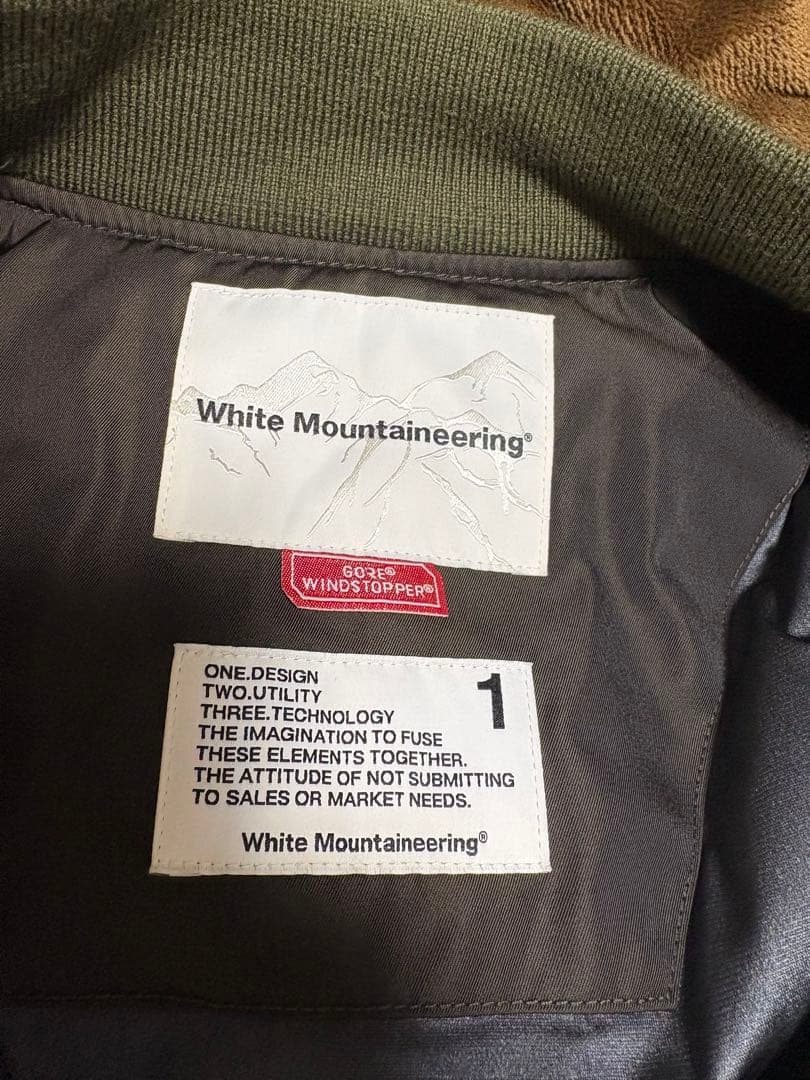 White Mountaineering®
GORE®
WINDSTOPPER®
ONE.DESIGN
TWO.UTILITY
THREE.TECHNOLOGY
THE IMAGINATION TO FUSE
THESE ELEMENTS TOGETHER.
THE ATTITUDE OF NOT SUBMITTING
TO SALES OR MARKET NEEDS.
1
White Mountaineering®